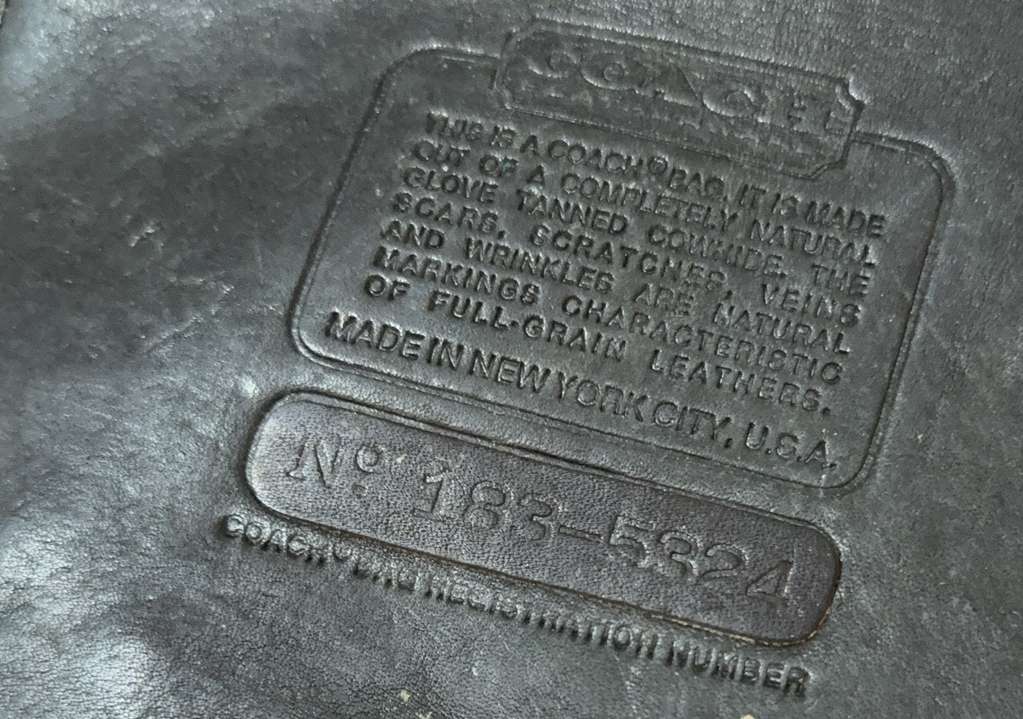 COACH
THIS IS A COACH® BAG. IT IS MADE
OUT OF A COMPLETELY NATURAL
GLOVE TANNED COWHIDE. THE
SCARS, SCRATCHES, VEINS
AND WRINKLES ARE NATURAL
MARKINGS CHARACTERISTIC
OF FULL-GRAIN LEATHERS.
MADE IN NEW YORK CITY, U.S.A.
Nº 183-5324
COACH® BAG REGISTRATION NUMBER